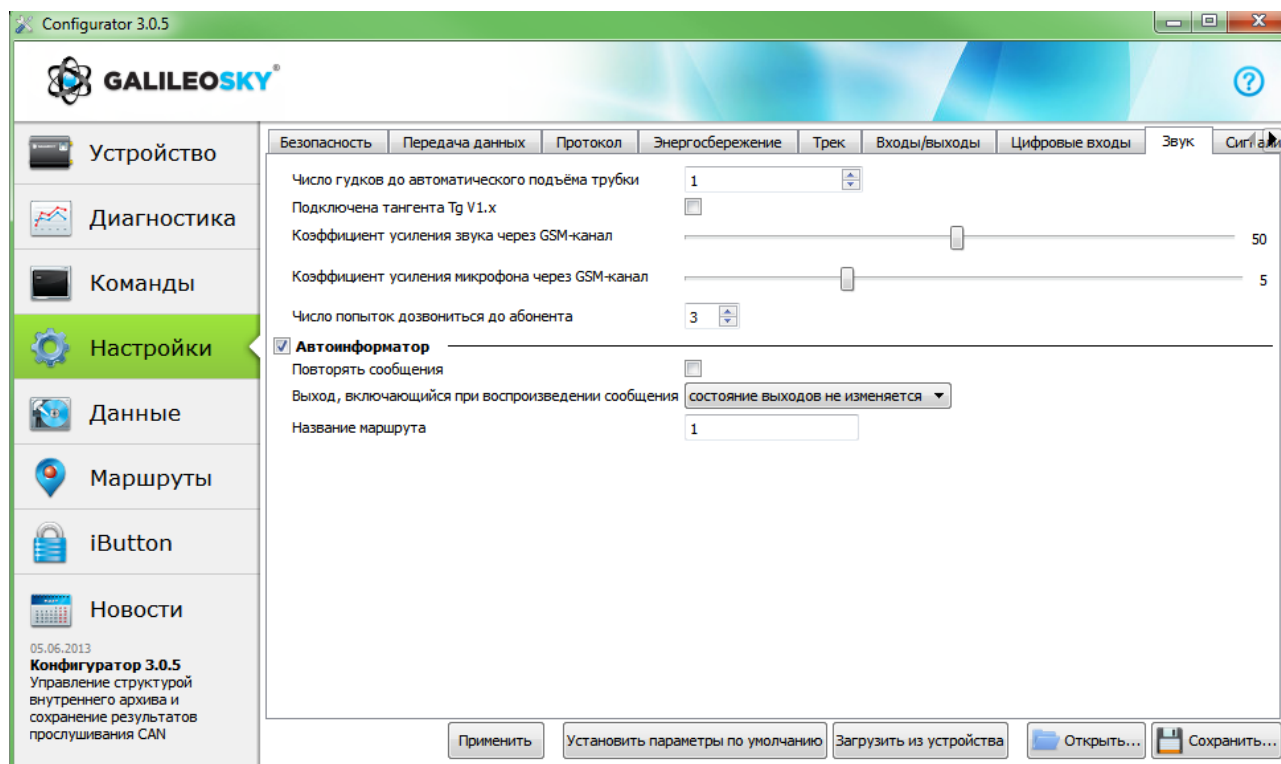 Configurator 3.0.5
GALILEOSKY®
Устройство
Диагностика
Команды
Настройки
Данные
Маршруты
iButton
Новости
05.06.2013
Конфигуратор 3.0.5
Управление структурой
внутреннего архива и
сохранение результатов
прослушивания CAN
Безопасность Передача данных Протокол Энергосбережение Трек Входы/выходы Цифровые входы Звук
Число гудков до автоматического подъёма трубки 1
Подключена тангента Tg V1.x
Коэффициент усиления звука через GSM-канал 50
Коэффициент усиления микрофона через GSM-канал 5
Число попыток дозвониться до абонента 3
Автоинформатор
Повторять сообщения
Выход, включающийся при воспроизведении сообщения состояние выходов не изменяется
Название маршрута 1
Применить Установить параметры по умолчанию Загрузить из устройства Открыть... Сохранить...